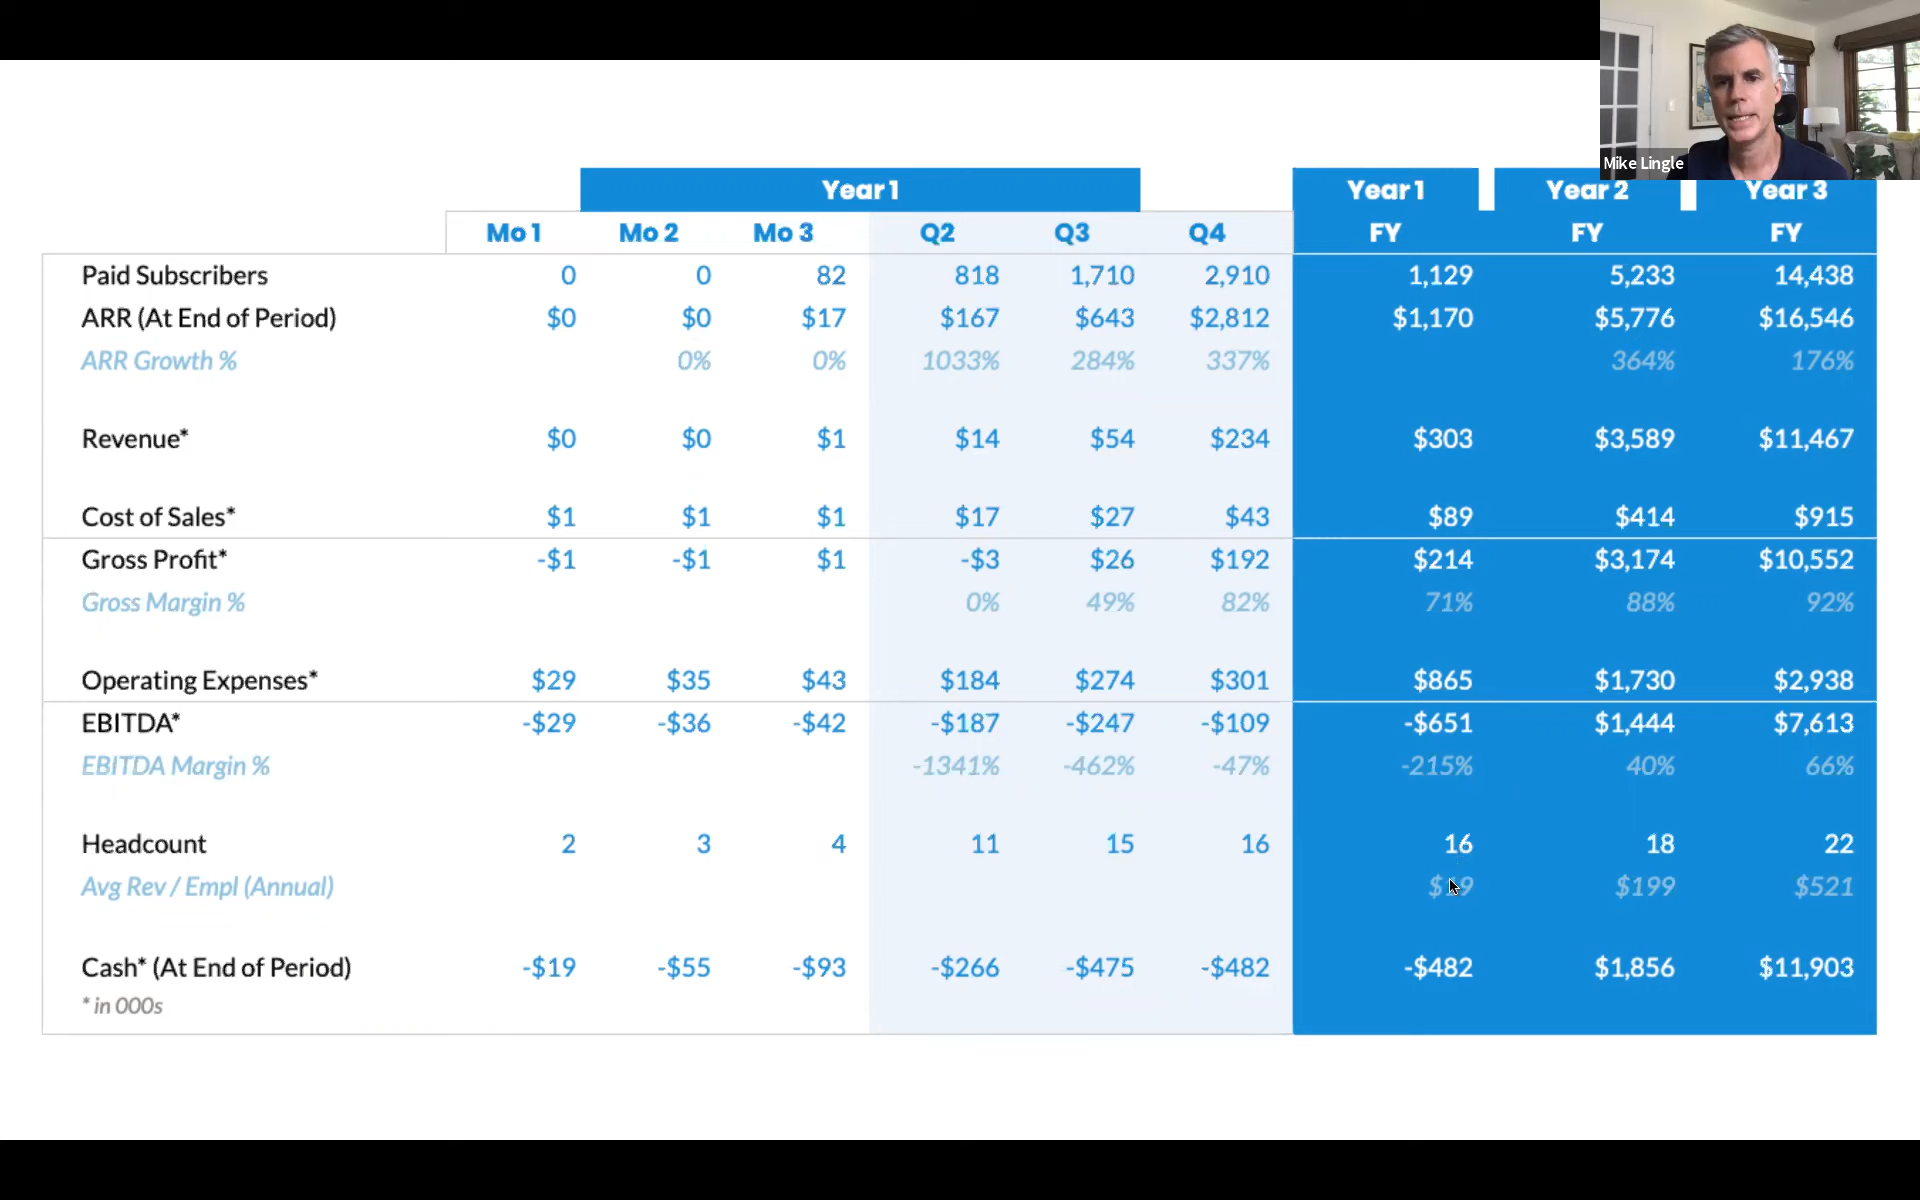 Mike Lingle
Year 1 Year 1 Year 2 Year 3
Mo 1 Mo 2 Mo 3 Q2 Q3 Q4 FY FY FY
Paid Subscribers 0 0 82 818 1,710 2,910 1,129 5,233 14,438
ARR (At End of Period) $0 $0 $17 $167 $643 $2,812 $1,170 $5,776 $16,546
ARR Growth % 0% 0% 1033% 284% 337% 364% 176%
Revenue* $0 $0 $1 $14 $54 $234 $303 $3,589 $11,467
Cost of Sales* $1 $1 $1 $17 $27 $43 $89 $414 $915
Gross Profit* -$1 -$1 $1 -$3 $26 $192 $214 $3,174 $10,552
Gross Margin % 0% 49% 82% 71% 88% 92%
Operating Expenses* $29 $35 $43 $184 $274 $301 $865 $1,730 $2,938
EBITDA* -$29 -$36 -$42 -$187 -$247 -$109 -$651 $1,444 $7,613
EBITDA Margin % -1341% -462% -47% -215% 40% 66%
Headcount 2 3 4 11 15 16 16 18 22
Avg Rev / Empl (Annual) $199 $521
Cash* (At End of Period) -$19 -$55 -$93 -$266 -$475 -$482 -$482 $1,856 $11,903
* in 000s